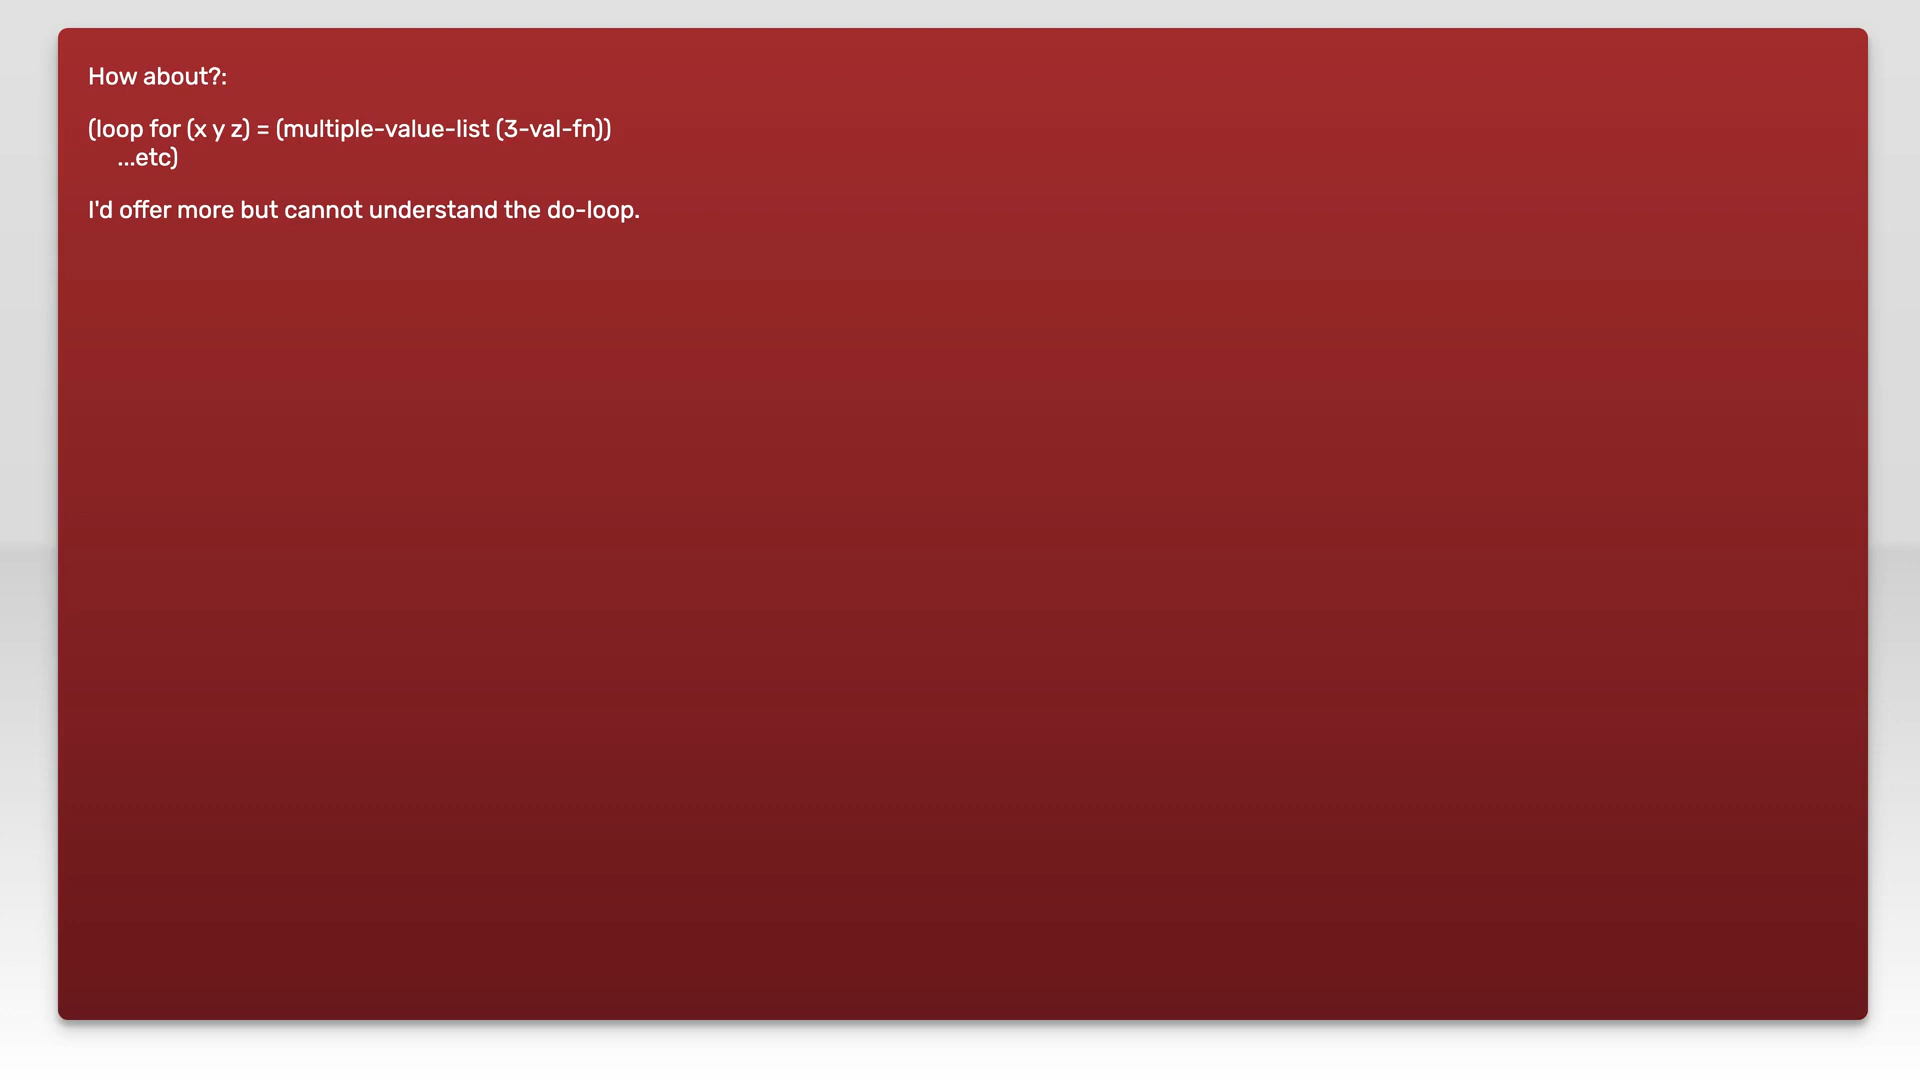 How about?:
(loop for (x y z) = (multiple-value-list (3-val-fn))
...etc)
I'd offer more but cannot understand the do-loop.